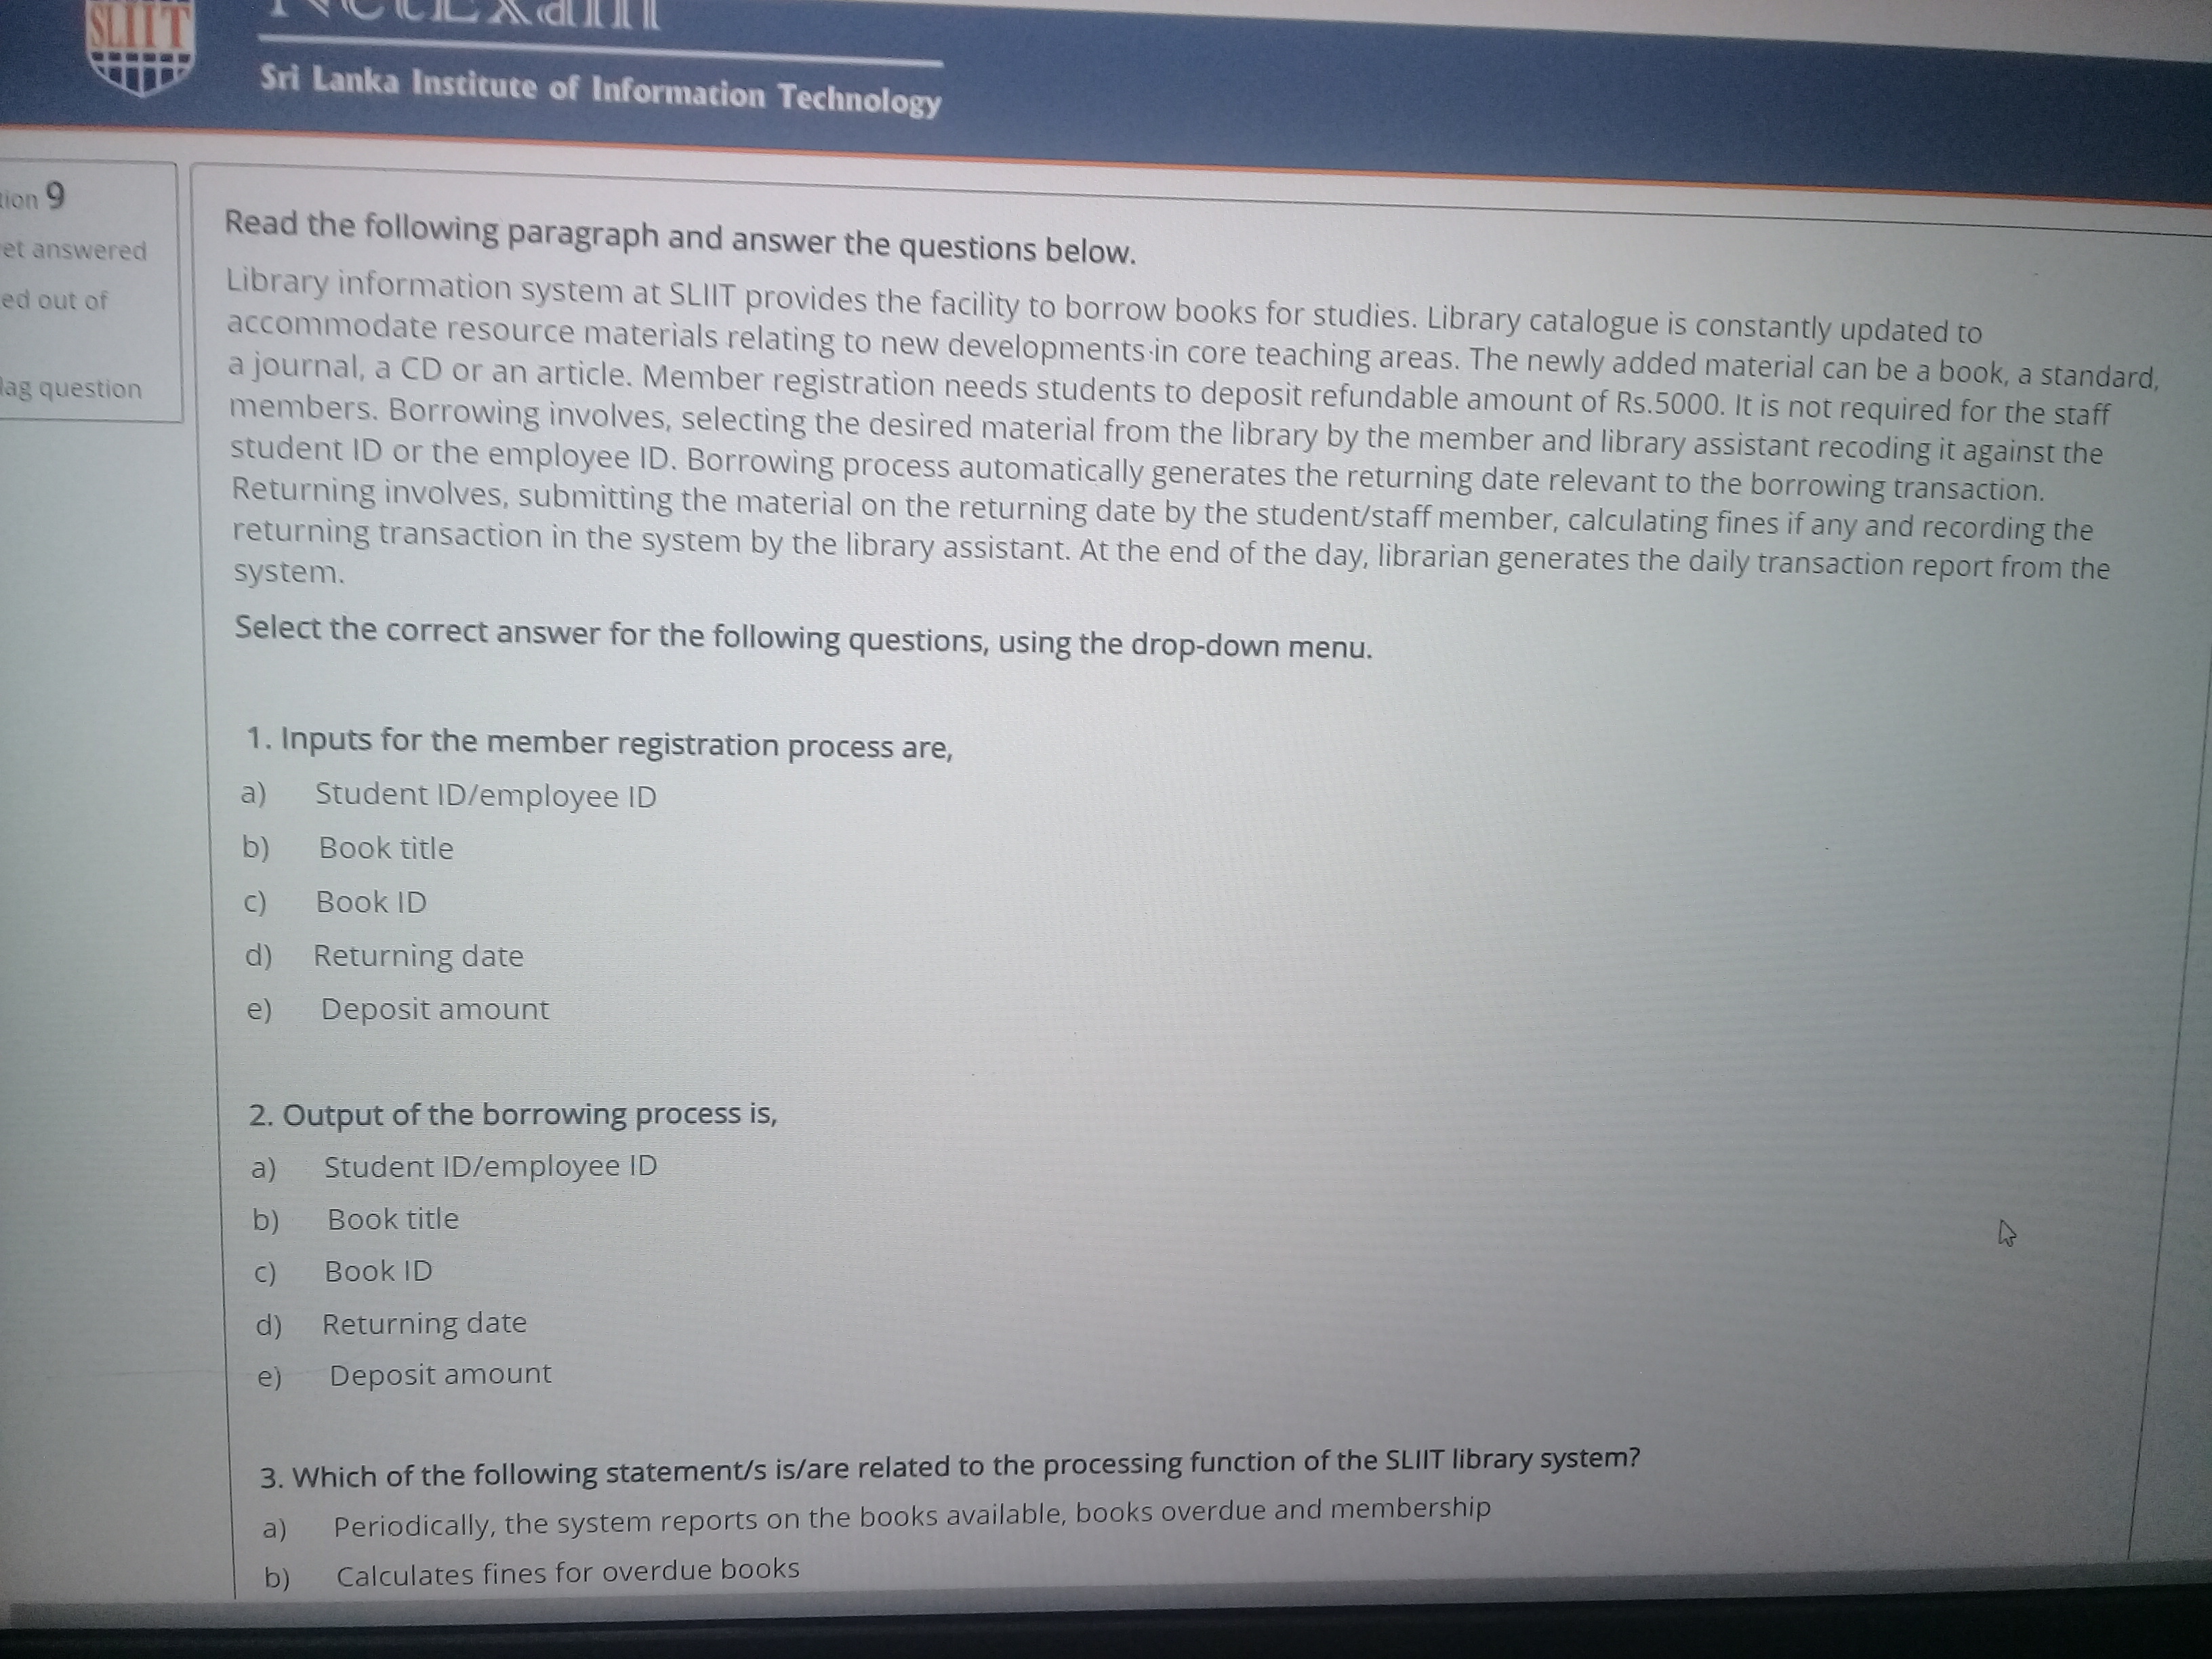 SLIIT
NetExam
Sri Lanka Institute of Information Technology
tion 9
et answered
ed out of
lag question
Read the following paragraph and answer the questions below.
Library information system at SLIIT provides the facility to borrow books for studies. Library catalogue is constantly updated to
accommodate resource materials relating to new developments in core teaching areas. The newly added material can be a book, a standard,
a journal, a CD or an article. Member registration needs students to deposit refundable amount of Rs.5000. It is not required for the staff
members. Borrowing involves, selecting the desired material from the library by the member and library assistant recoding it against the
student ID or the employee ID. Borrowing process automatically generates the returning date relevant to the borrowing transaction.
Returning involves, submitting the material on the returning date by the student/staff member, calculating fines if any and recording the
returning transaction in the system by the library assistant. At the end of the day, librarian generates the daily transaction report from the
system.
Select the correct answer for the following questions, using the drop-down menu.
1. Inputs for the member registration process are,
a) Student ID/employee ID
b) Book title
c) Book ID
d) Returning date
e) Deposit amount
2. Output of the borrowing process is,
a) Student ID/employee ID
b) Book title
c) Book ID
d) Returning date
e) Deposit amount
3. Which of the following statement/s is/are related to the processing function of the SLIIT library system?
a) Periodically, the system reports on the books available, books overdue and membership
b) Calculates fines for overdue books